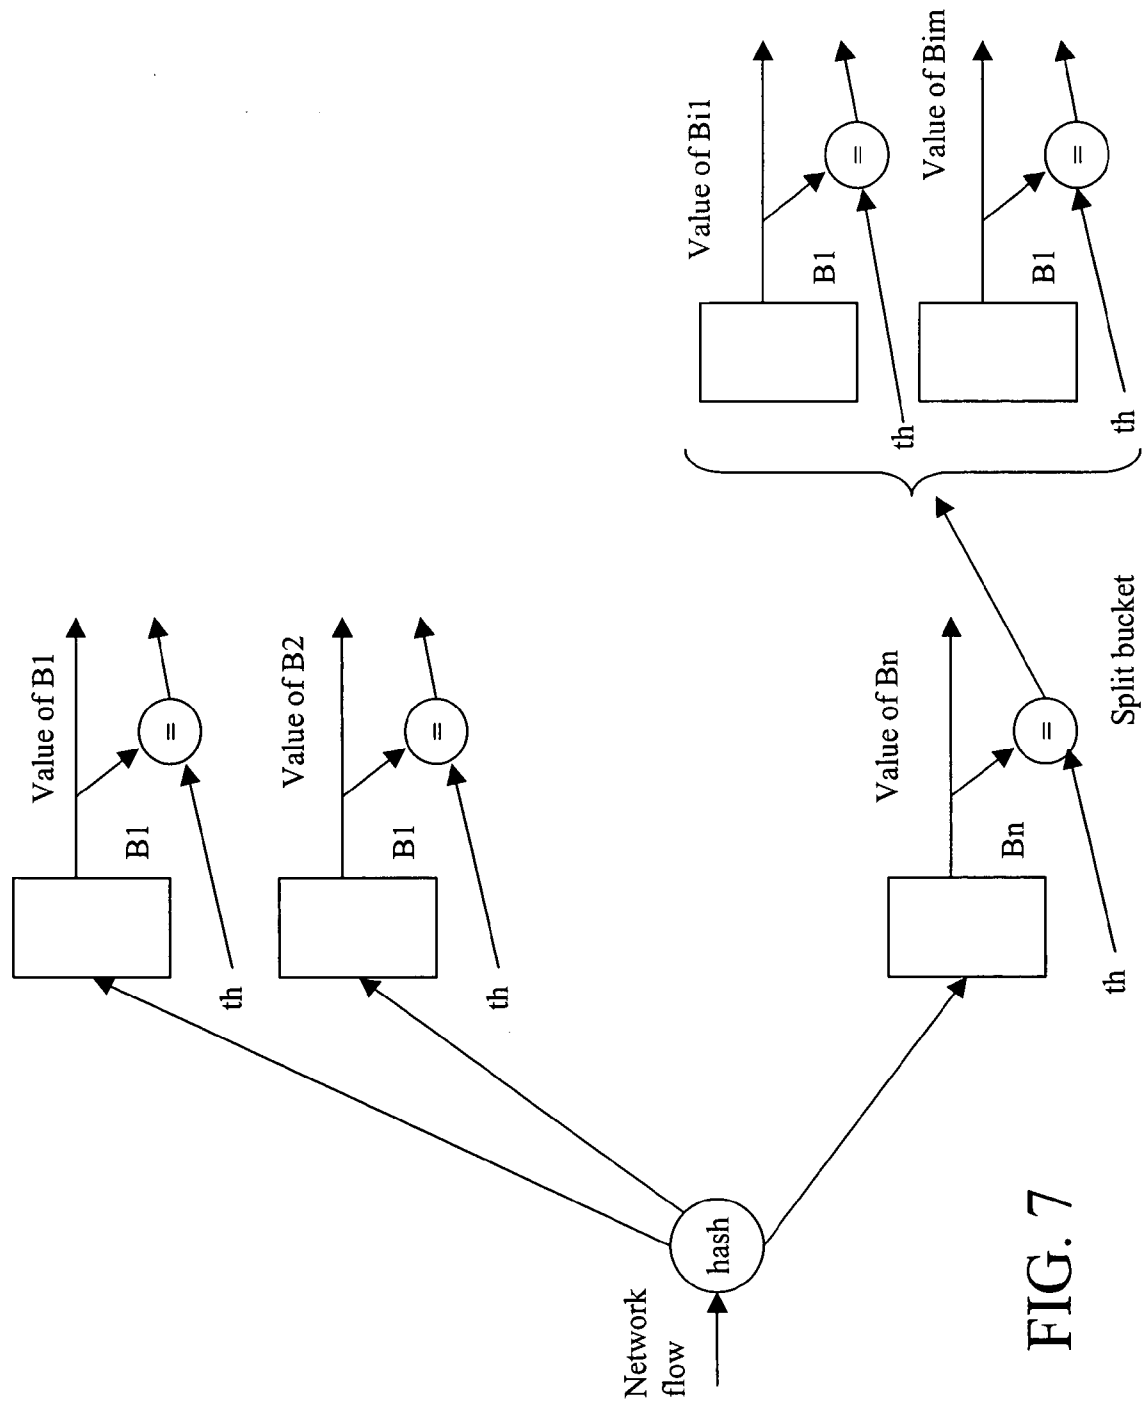 Network
flow
hash
Value of B1
B1
=
th
Value of B2
B1
=
th
Value of Bn
Bn
=
th
Split bucket
Value of Bi1
B1
=
th
Value of Bim
B1
=
th
FIG. 7